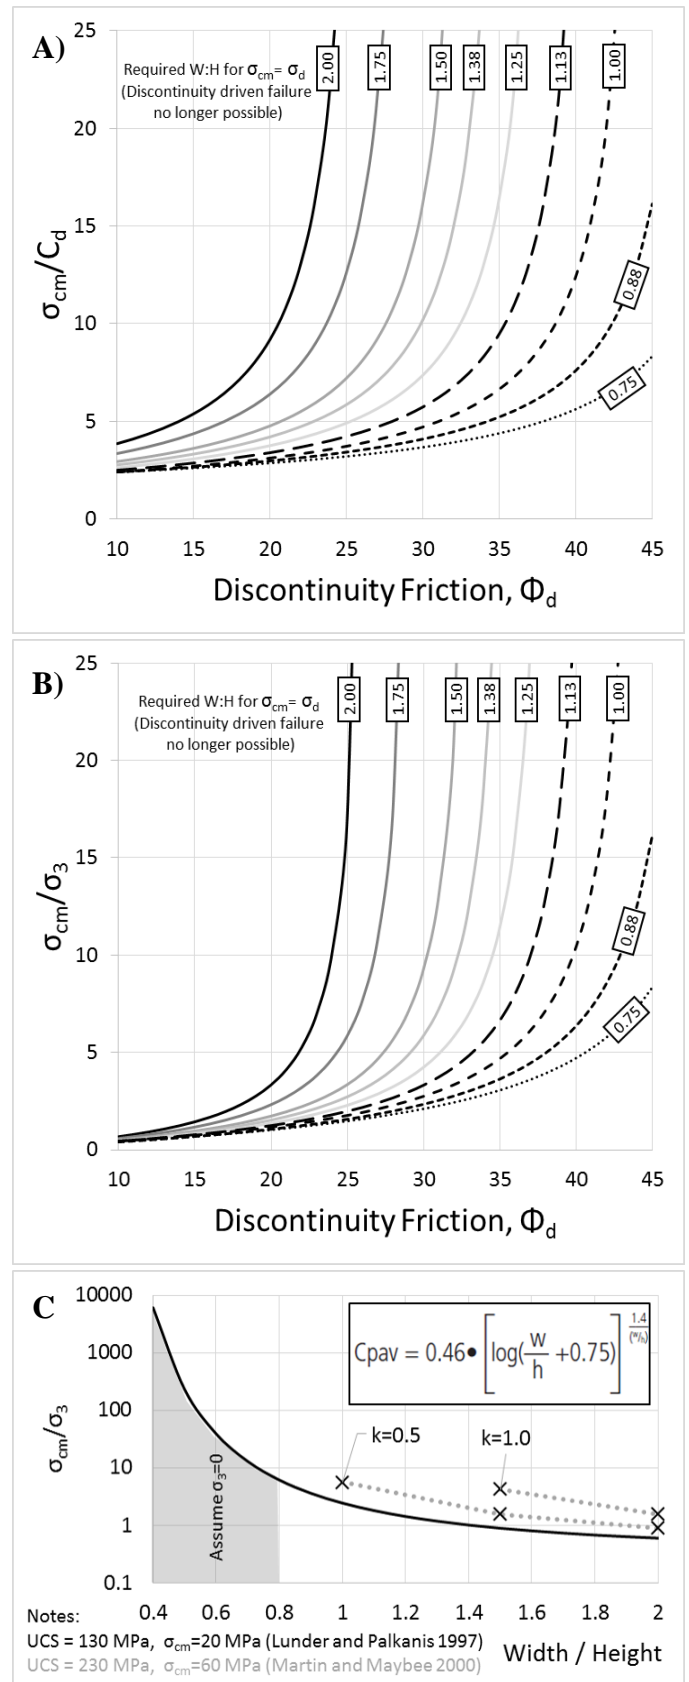 A)
25
20
15
10
5
0
σcm/Cd
Required W:H for σcm= σd
(Discontinuity driven failure
no longer possible)
2.00
1.75
1.50
1.38
1.25
1.13
1.00
0.88
0.75
10 15 20 25 30 35 40 45
Discontinuity Friction, Φd
B)
25
20
15
10
5
0
σcm/σ3
Required W:H for σcm= σd
(Discontinuity driven failure
no longer possible)
2.00
1.75
1.50
1.38
1.25
1.13
1.00
0.88
0.75
10 15 20 25 30 35 40 45
Discontinuity Friction, Φd
C
10000
1000
100
10
1
0.1
σcm/σ3
Cpav = 0.46•[log(w/h +0.75)]^(1.4/(w/h))
k=0.5
k=1.0
Assume σ3=0
0.4 0.6 0.8 1 1.2 1.4 1.6 1.8 2
Notes:
UCS = 130 MPa, σcm=20 MPa (Lunder and Palkanis 1997)
UCS = 230 MPa, σcm=60 MPa (Martin and Maybee 2000)
Width / Height